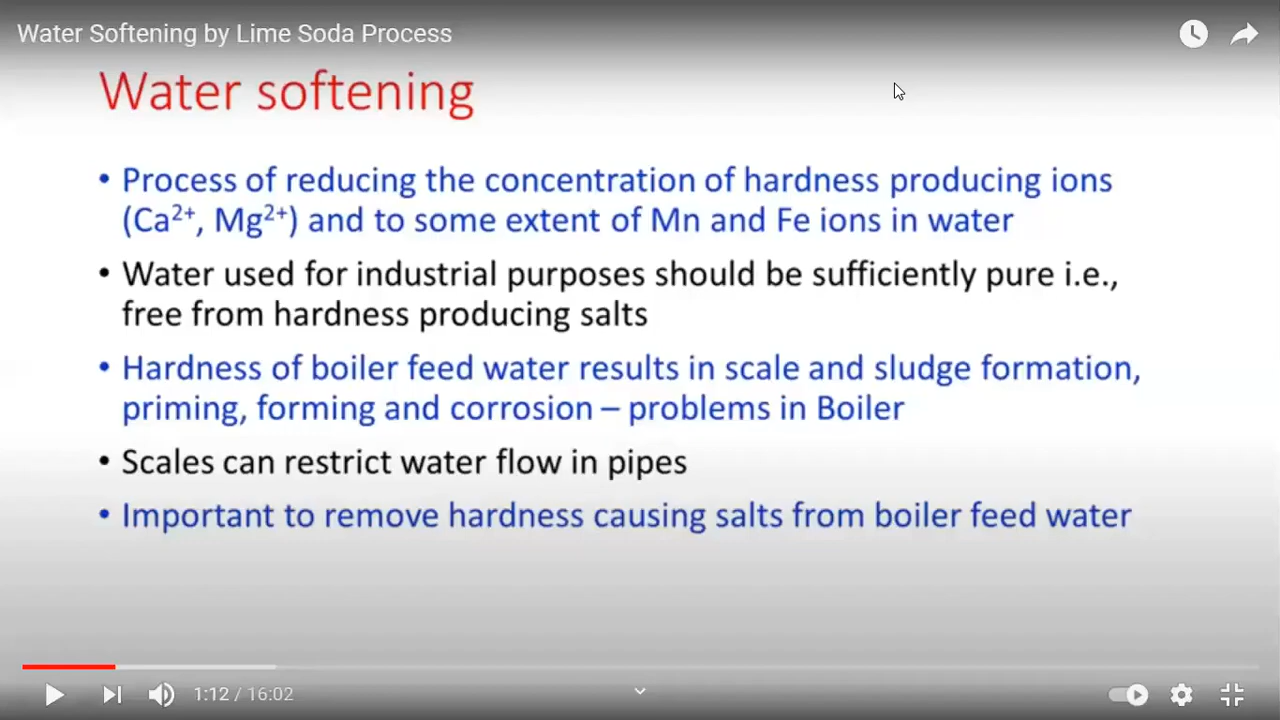 Water Softening by Lime Soda Process
Water softening
• Process of reducing the concentration of hardness producing ions
(Ca²⁺, Mg²⁺) and to some extent of Mn and Fe ions in water
• Water used for industrial purposes should be sufficiently pure i.e.,
free from hardness producing salts
• Hardness of boiler feed water results in scale and sludge formation,
priming, forming and corrosion – problems in Boiler
• Scales can restrict water flow in pipes
• Important to remove hardness causing salts from boiler feed water
1:12 / 16:02